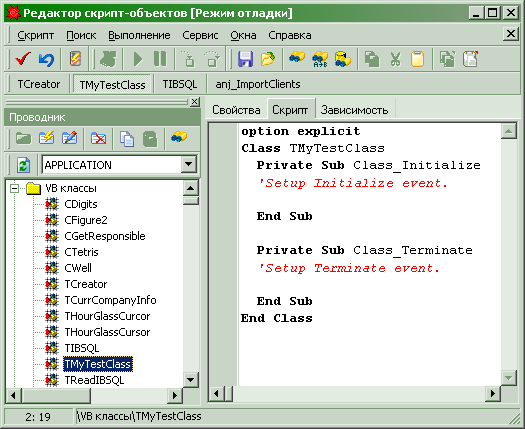 Редактор скрипт-объектов [Режим отладки]
Скрипт Поиск Выполнение Сервис Окна Справка
TCreator TMyTestClass TIBSQL anj_ImportClients
Проводник
APPLICATION
VB классы
CDigits
CFigure2
CGetResponsible
CTetris
CWell
TCreator
TCurrCompanyInfo
THourGlassCurcor
THourGlassCursor
TIBSQL
TMyTestClass
TReadIBSQL
Свойства Скрипт Зависимость
option explicit
Class TMyTestClass
Private Sub Class_Initialize
'Setup Initialize event.
End Sub
Private Sub Class_Terminate
'Setup Terminate event.
End Sub
End Class
2: 19 \VB классы\TMyTestClass